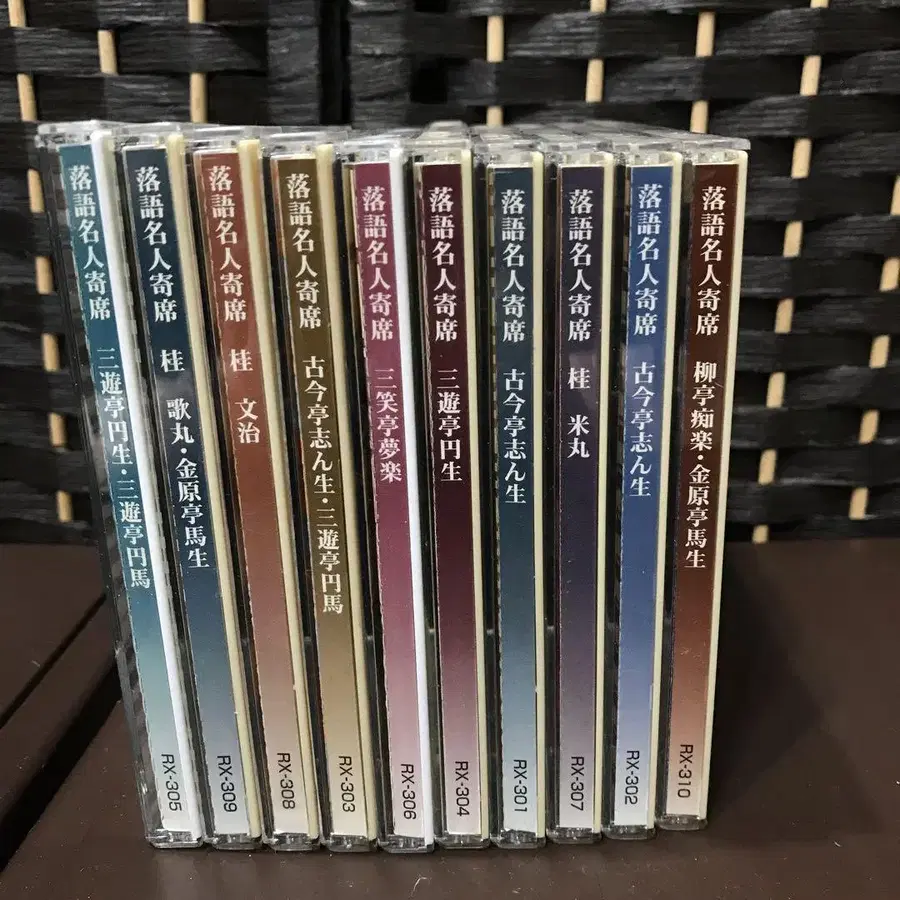 落語名人寄席 三遊亭円生・三遊亭円馬 RX-305
落語名人寄席 桂 歌丸・金原亭馬生 RX-309
落語名人寄席 桂 文治 RX-308
落語名人寄席 古今亭志ん生・三遊亭円馬 RX-303
落語名人寄席 三笑亭夢楽 RX-306
落語名人寄席 三遊亭円生 RX-304
落語名人寄席 古今亭志ん生 RX-301
落語名人寄席 桂 米丸 RX-307
落語名人寄席 古今亭志ん生 RX-302
落語名人寄席 柳亭痴楽・金原亭馬生 RX-310